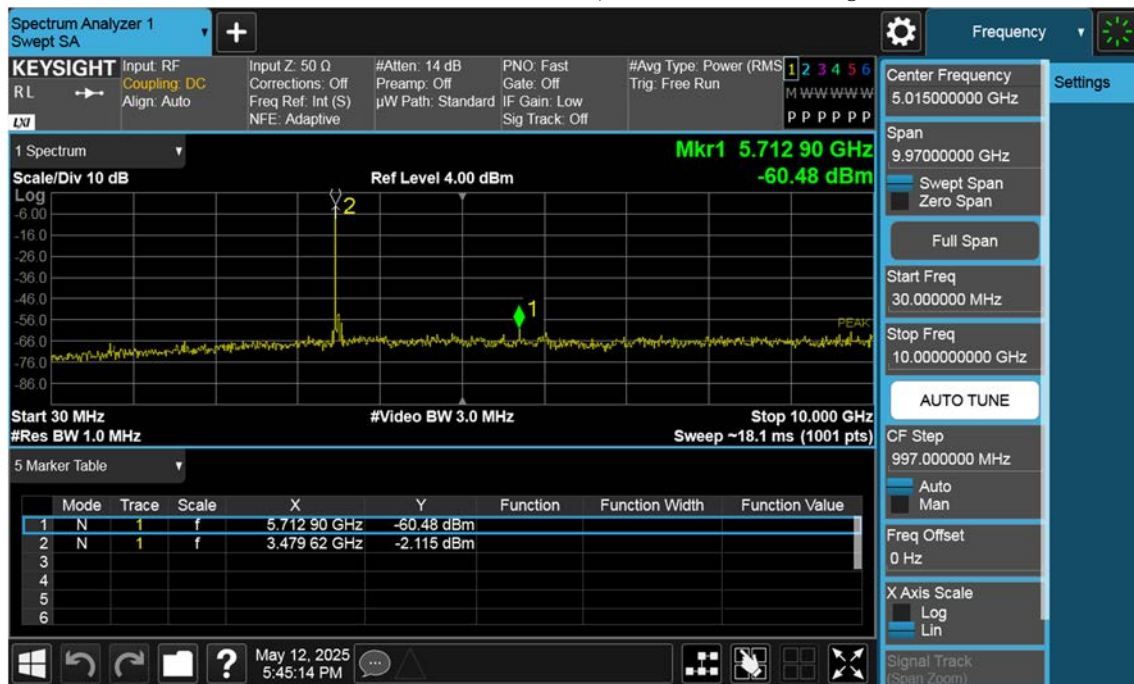 Spectrum Analyzer 1
Swept SA
+
Frequency
KEYSIGHT
RL
LXI
Input: RF
Coupling: DC
Align: Auto
Input Z: 50 Ω
Corrections: Off
Freq Ref: Int (S)
NFE: Adaptive
#Atten: 14 dB
Preamp: Off
µW Path: Standard
PNO: Fast
Gate: Off
IF Gain: Low
Sig Track: Off
#Avg Type: Power (RMS
Trig: Free Run
1 2 3 4 5 6
M W W W W W
P P P P P P
1 Spectrum
Mkr1 5.712 90 GHz
Scale/Div 10 dB
Ref Level 4.00 dBm
-60.48 dBm
Log
-6.00
-16.0
-26.0
-36.0
-46.0
-56.0
-66.0
-76.0
-86.0
2
1
PEAK
Start 30 MHz
#Video BW 3.0 MHz
Stop 10.000 GHz
#Res BW 1.0 MHz
Sweep ~18.1 ms (1001 pts)
5 Marker Table
Mode Trace Scale X Y Function Function Width Function Value
1 N 1 f 5.712 90 GHz -60.48 dBm
2 N 1 f 3.479 62 GHz -2.115 dBm
3
4
5
6
?
May 12, 2025
5:45:14 PM
Center Frequency
5.015000000 GHz
Span
9.97000000 GHz
Swept Span
Zero Span
Full Span
Start Freq
30.000000 MHz
Stop Freq
10.000000000 GHz
AUTO TUNE
CF Step
997.000000 MHz
Auto
Man
Freq Offset
0 Hz
X Axis Scale
Log
Lin
Signal Track
(Span Zoom)
Settings